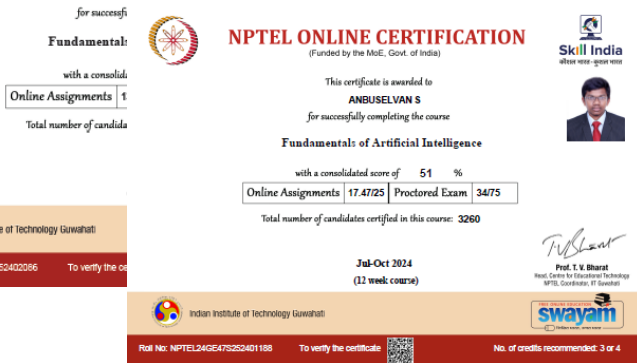 for successfu
Fundamentals
with a consolida
Online Assignments 1
Total number of candida
e of Technology Guwahati
52402086 To verify the ce
NPTEL ONLINE CERTIFICATION
(Funded by the MoE, Govt. of India)
Skill India
कौशल भारत - कुशल भारत
This certificate is awarded to
ANBUSELVAN S
for successfully completing the course
Fundamentals of Artificial Intelligence
with a consolidated score of 51 %
Online Assignments 17.47/25 Proctored Exam 34/75
Total number of candidates certified in this course: 3260
Jul-Oct 2024
(12 week course)
Prof. T. V. Bharat
Head, Centre for Educational Technology
NPTEL Coordinator, IIT Guwahati
Indian Institute of Technology Guwahati
FREE ONLINE EDUCATION
swayam
Roll No: NPTEL24GE47S252401188 To verify the certificate No. of credits recommended: 3 or 4